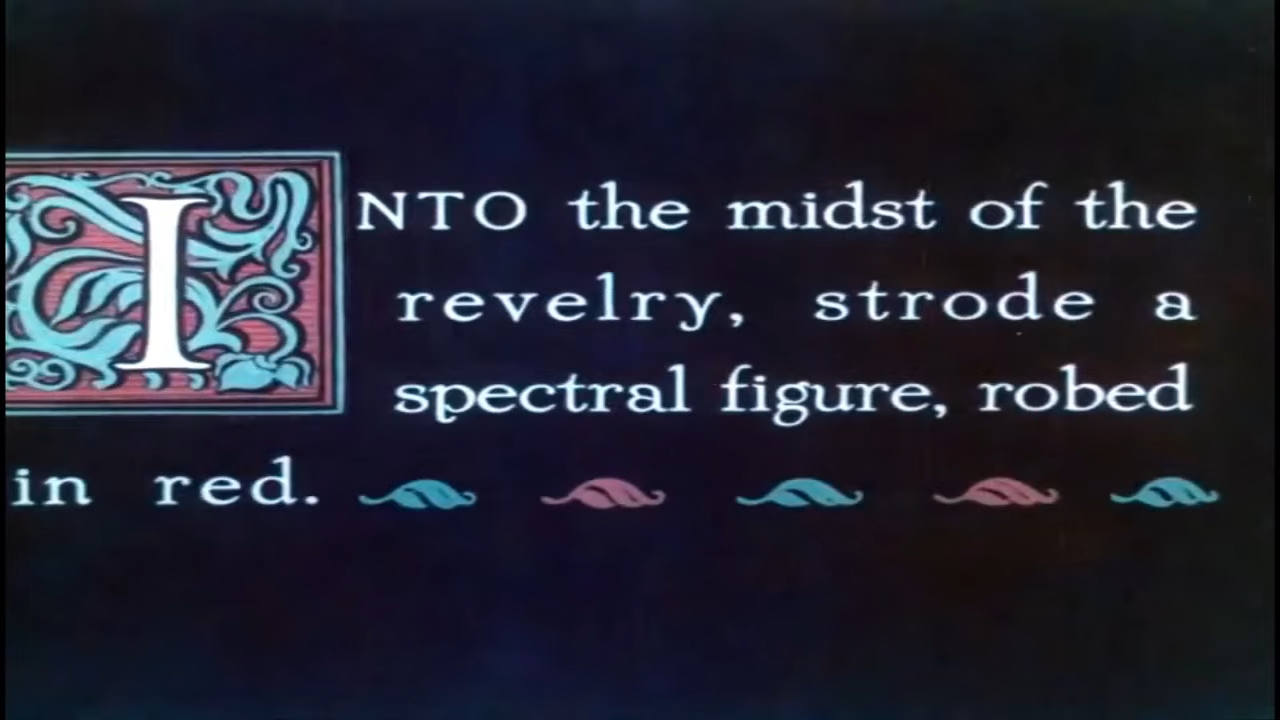 INTO the midst of the
revelry, strode a
spectral figure, robed
in red.